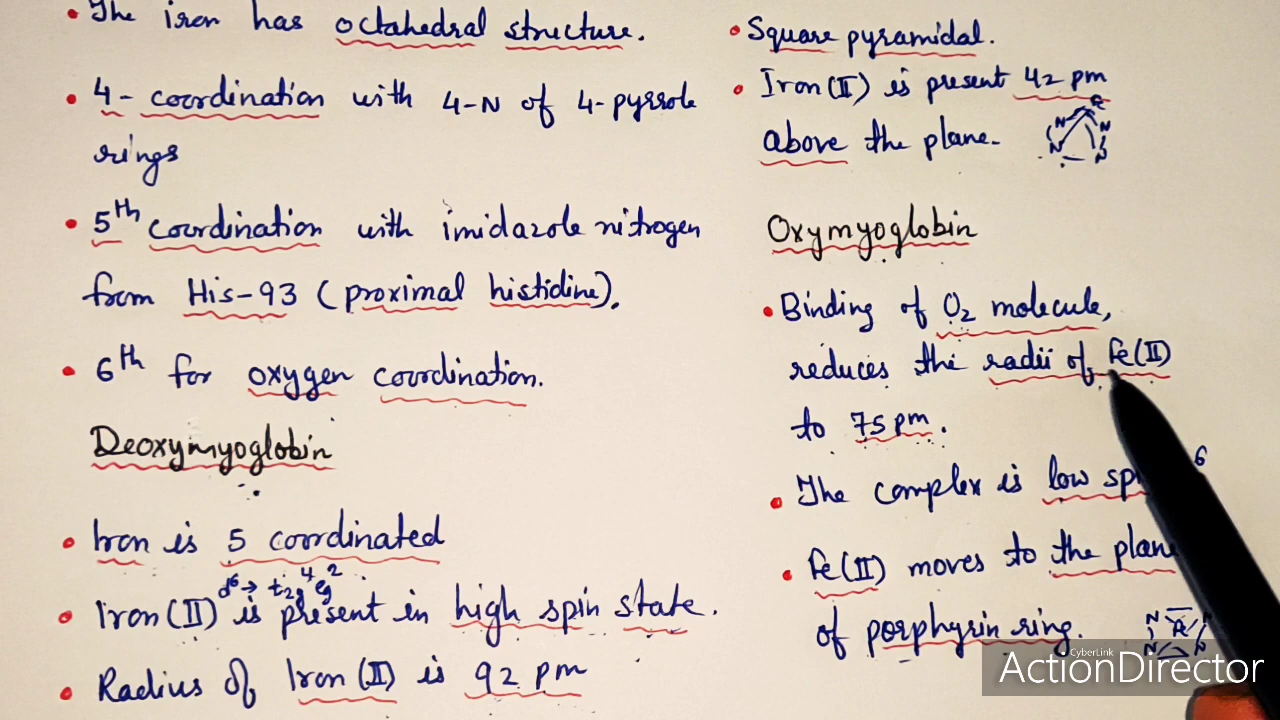 • The iron has octahedral structure.
• 4- coordination with 4-N of 4-pyrrole
rings
• 5th coordination with imidazole nitrogen
from His-93 (proximal histidine).
• 6th for oxygen coordination.
Deoxymyoglobin
• Iron is 5 coordinated
d⁶→ t₂g⁴ eg²
• Iron(II) is present in high spin state.
• Radius of Iron(II) is 92 pm
• Square pyramidal.
• Iron(II) is present 42 pm
above the plane.
N N
N N
Oxymyoglobin
• Binding of O₂ molecule,
reduces the radii of Fe(II)
to 75 pm.
• The complex is low sp 6
• Fe(II) moves to the plane
of porphyrin ring.
N
N
CyberLink
ActionDirector